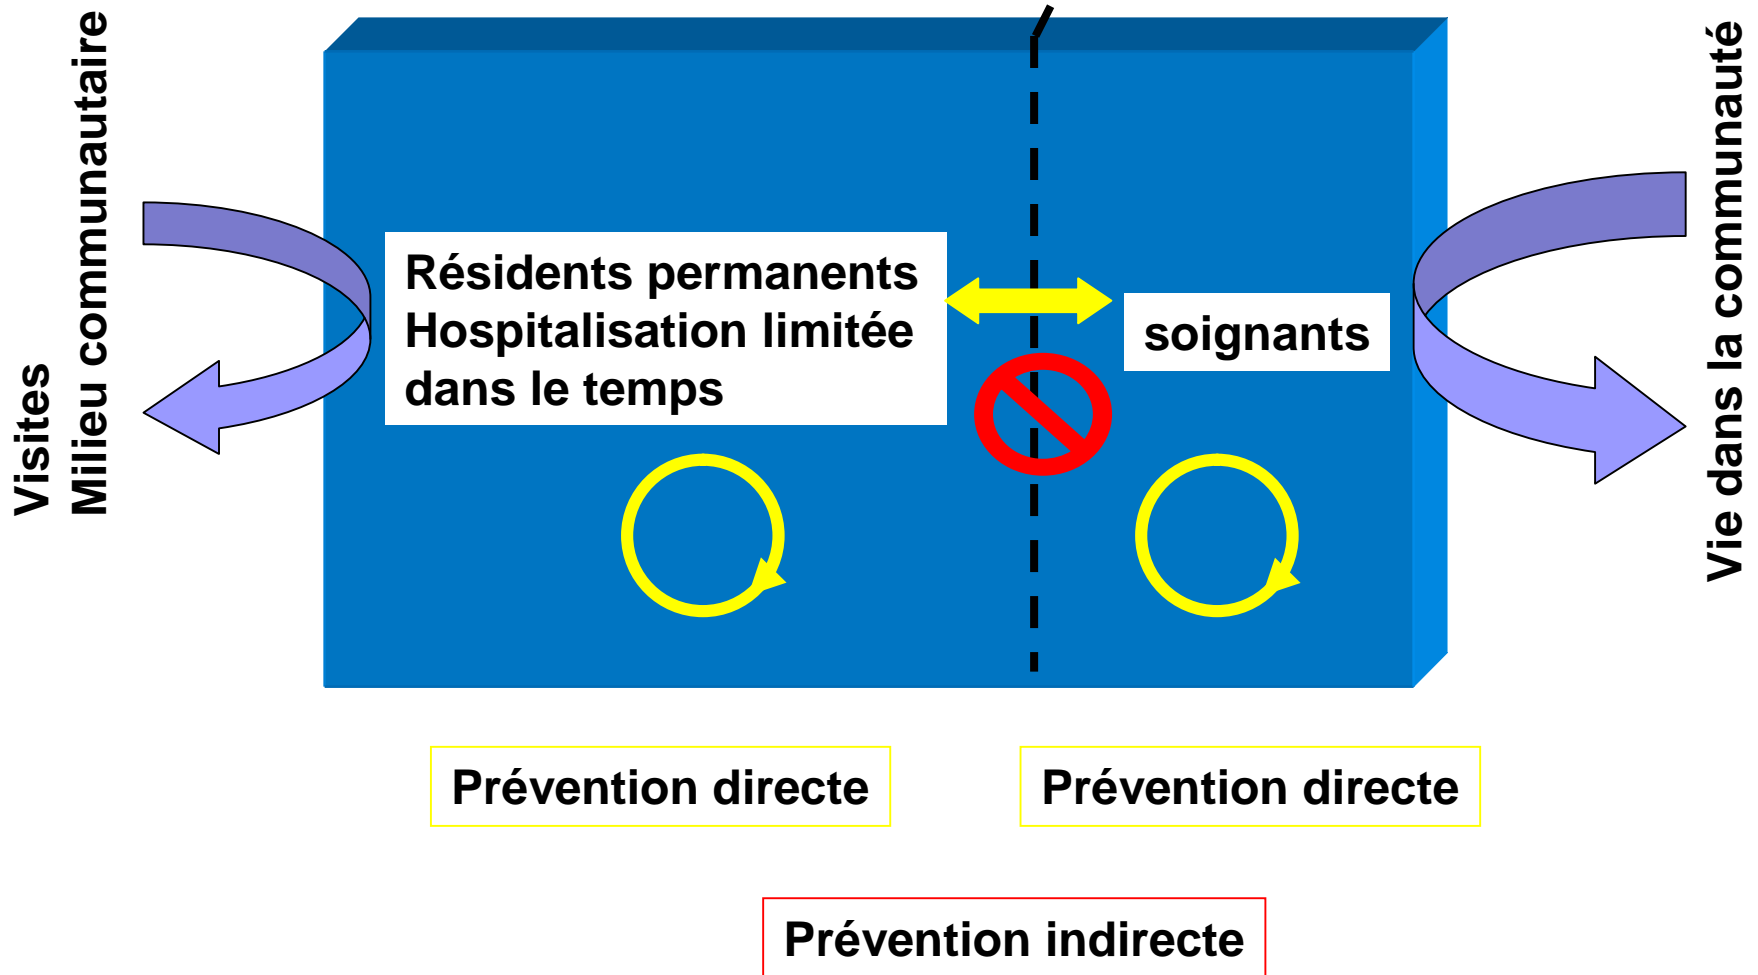 Visites
Milieu communautaire
Résidents permanents
Hospitalisation limitée
dans le temps
soignants
Vie dans la communauté
Prévention directe
Prévention directe
Prévention indirecte